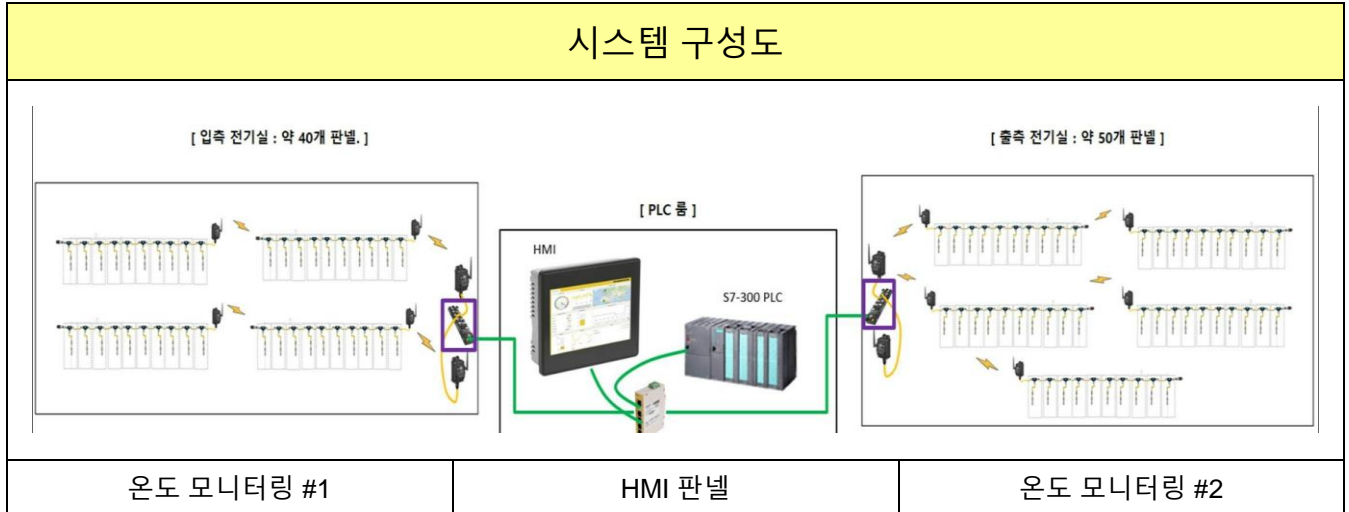 시스템 구성도
[ 입측 전기실 : 약 40개 판넬. ]
[ PLC 룸 ]
[ 출측 전기실 : 약 50개 판넬 ]
HMI
S7-300 PLC
온도 모니터링 #1
HMI 판넬
온도 모니터링 #2